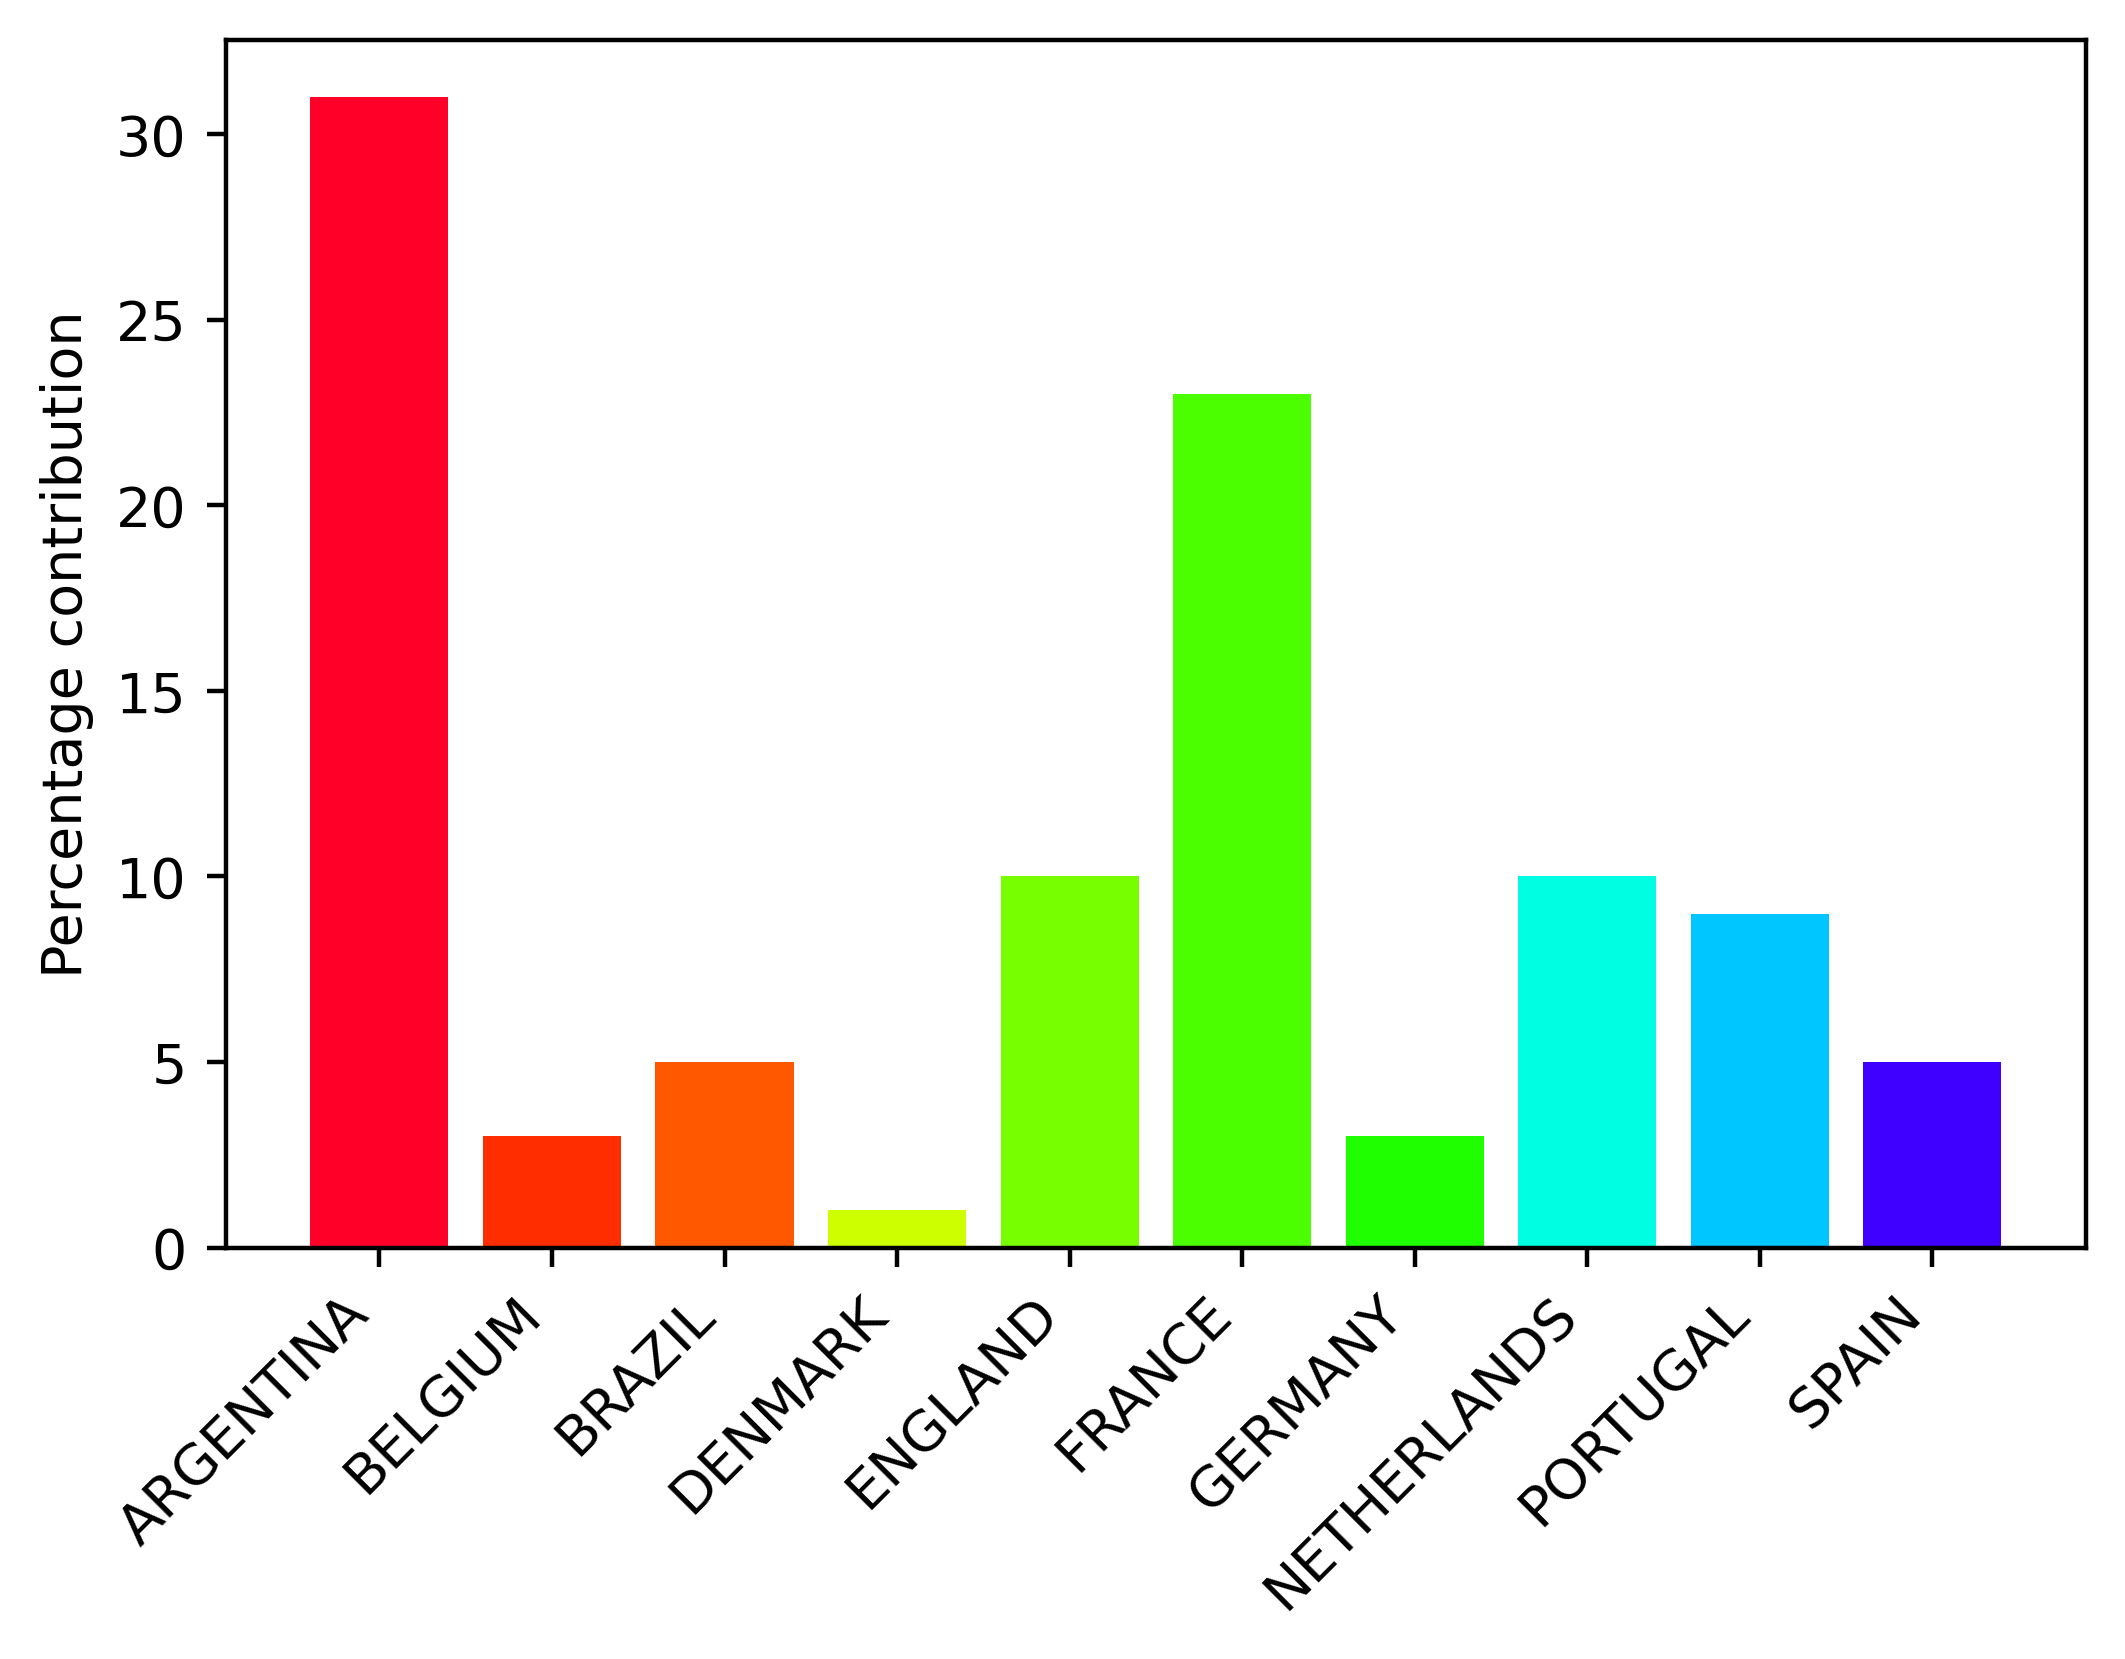 Percentage contribution
30
25
20
15
10
5
0
ARGENTINA
BELGIUM
BRAZIL
DENMARK
ENGLAND
FRANCE
GERMANY
NETHERLANDS
PORTUGAL
SPAIN